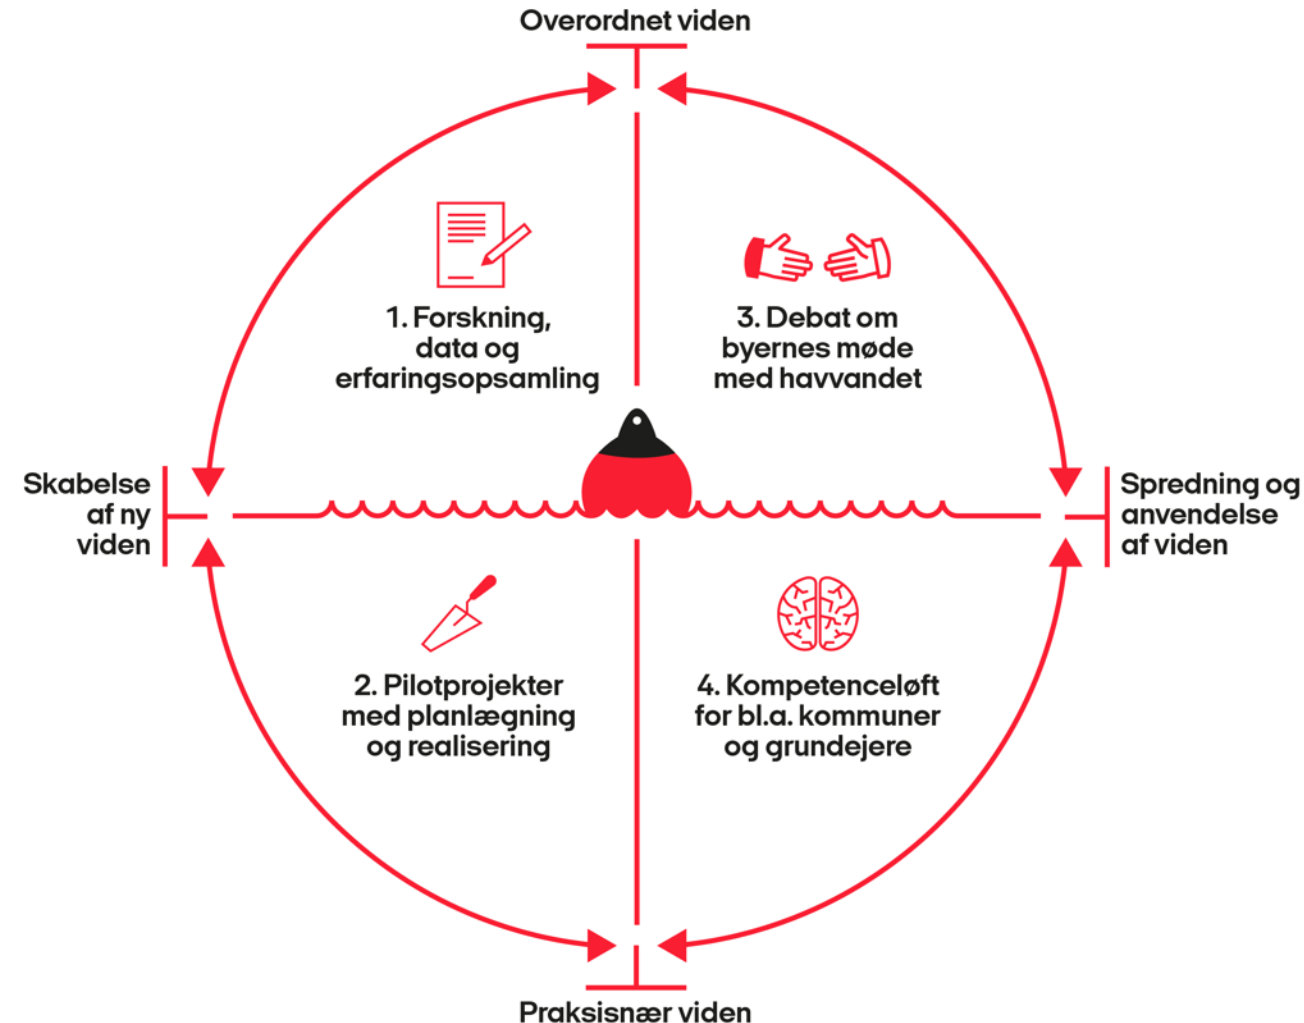 Overordnet viden
1. Forskning,
data og
erfaringsopsamling
3. Debat om
byernes møde
med havvandet
Skabelse
af ny
viden
Spredning og
anvendelse
af viden
2. Pilotprojekter
med planlægning
og realisering
4. Kompetenceløft
for bl.a. kommuner
og grundejere
Praksisnær viden